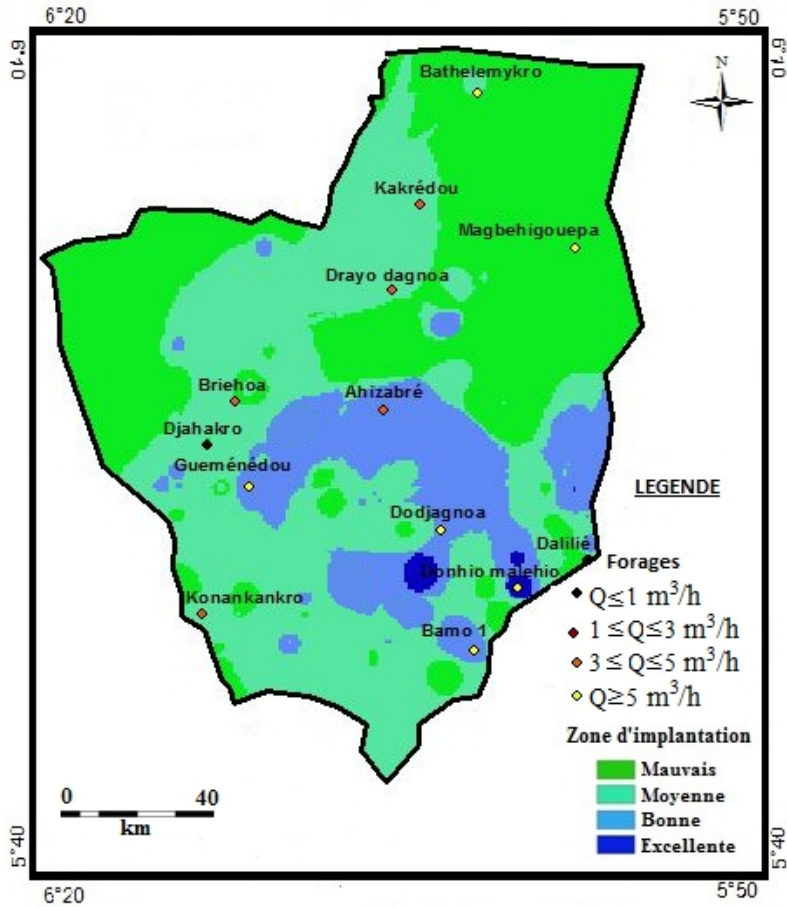 6°20
5°50
6°10
6°10
N
Bathelemykro
Kakrédou
Magbehigouepa
Drayo dagnoa
Briehoa
Ahizabré
Djahakro
Gueménédou
LEGENDE
Dodjagnoa
Dalilié
Donhio malehio
Forages
Q≤1 m³/h
1 ≤Q≤3 m³/h
3 ≤ Q≤5 m³/h
Q≥5 m³/h
Konankankro
Bamo 1
Zone d'implantation
Mauvais
Moyenne
Bonne
Excellente
0 40
km
5°40
5°40
6°20
5°50